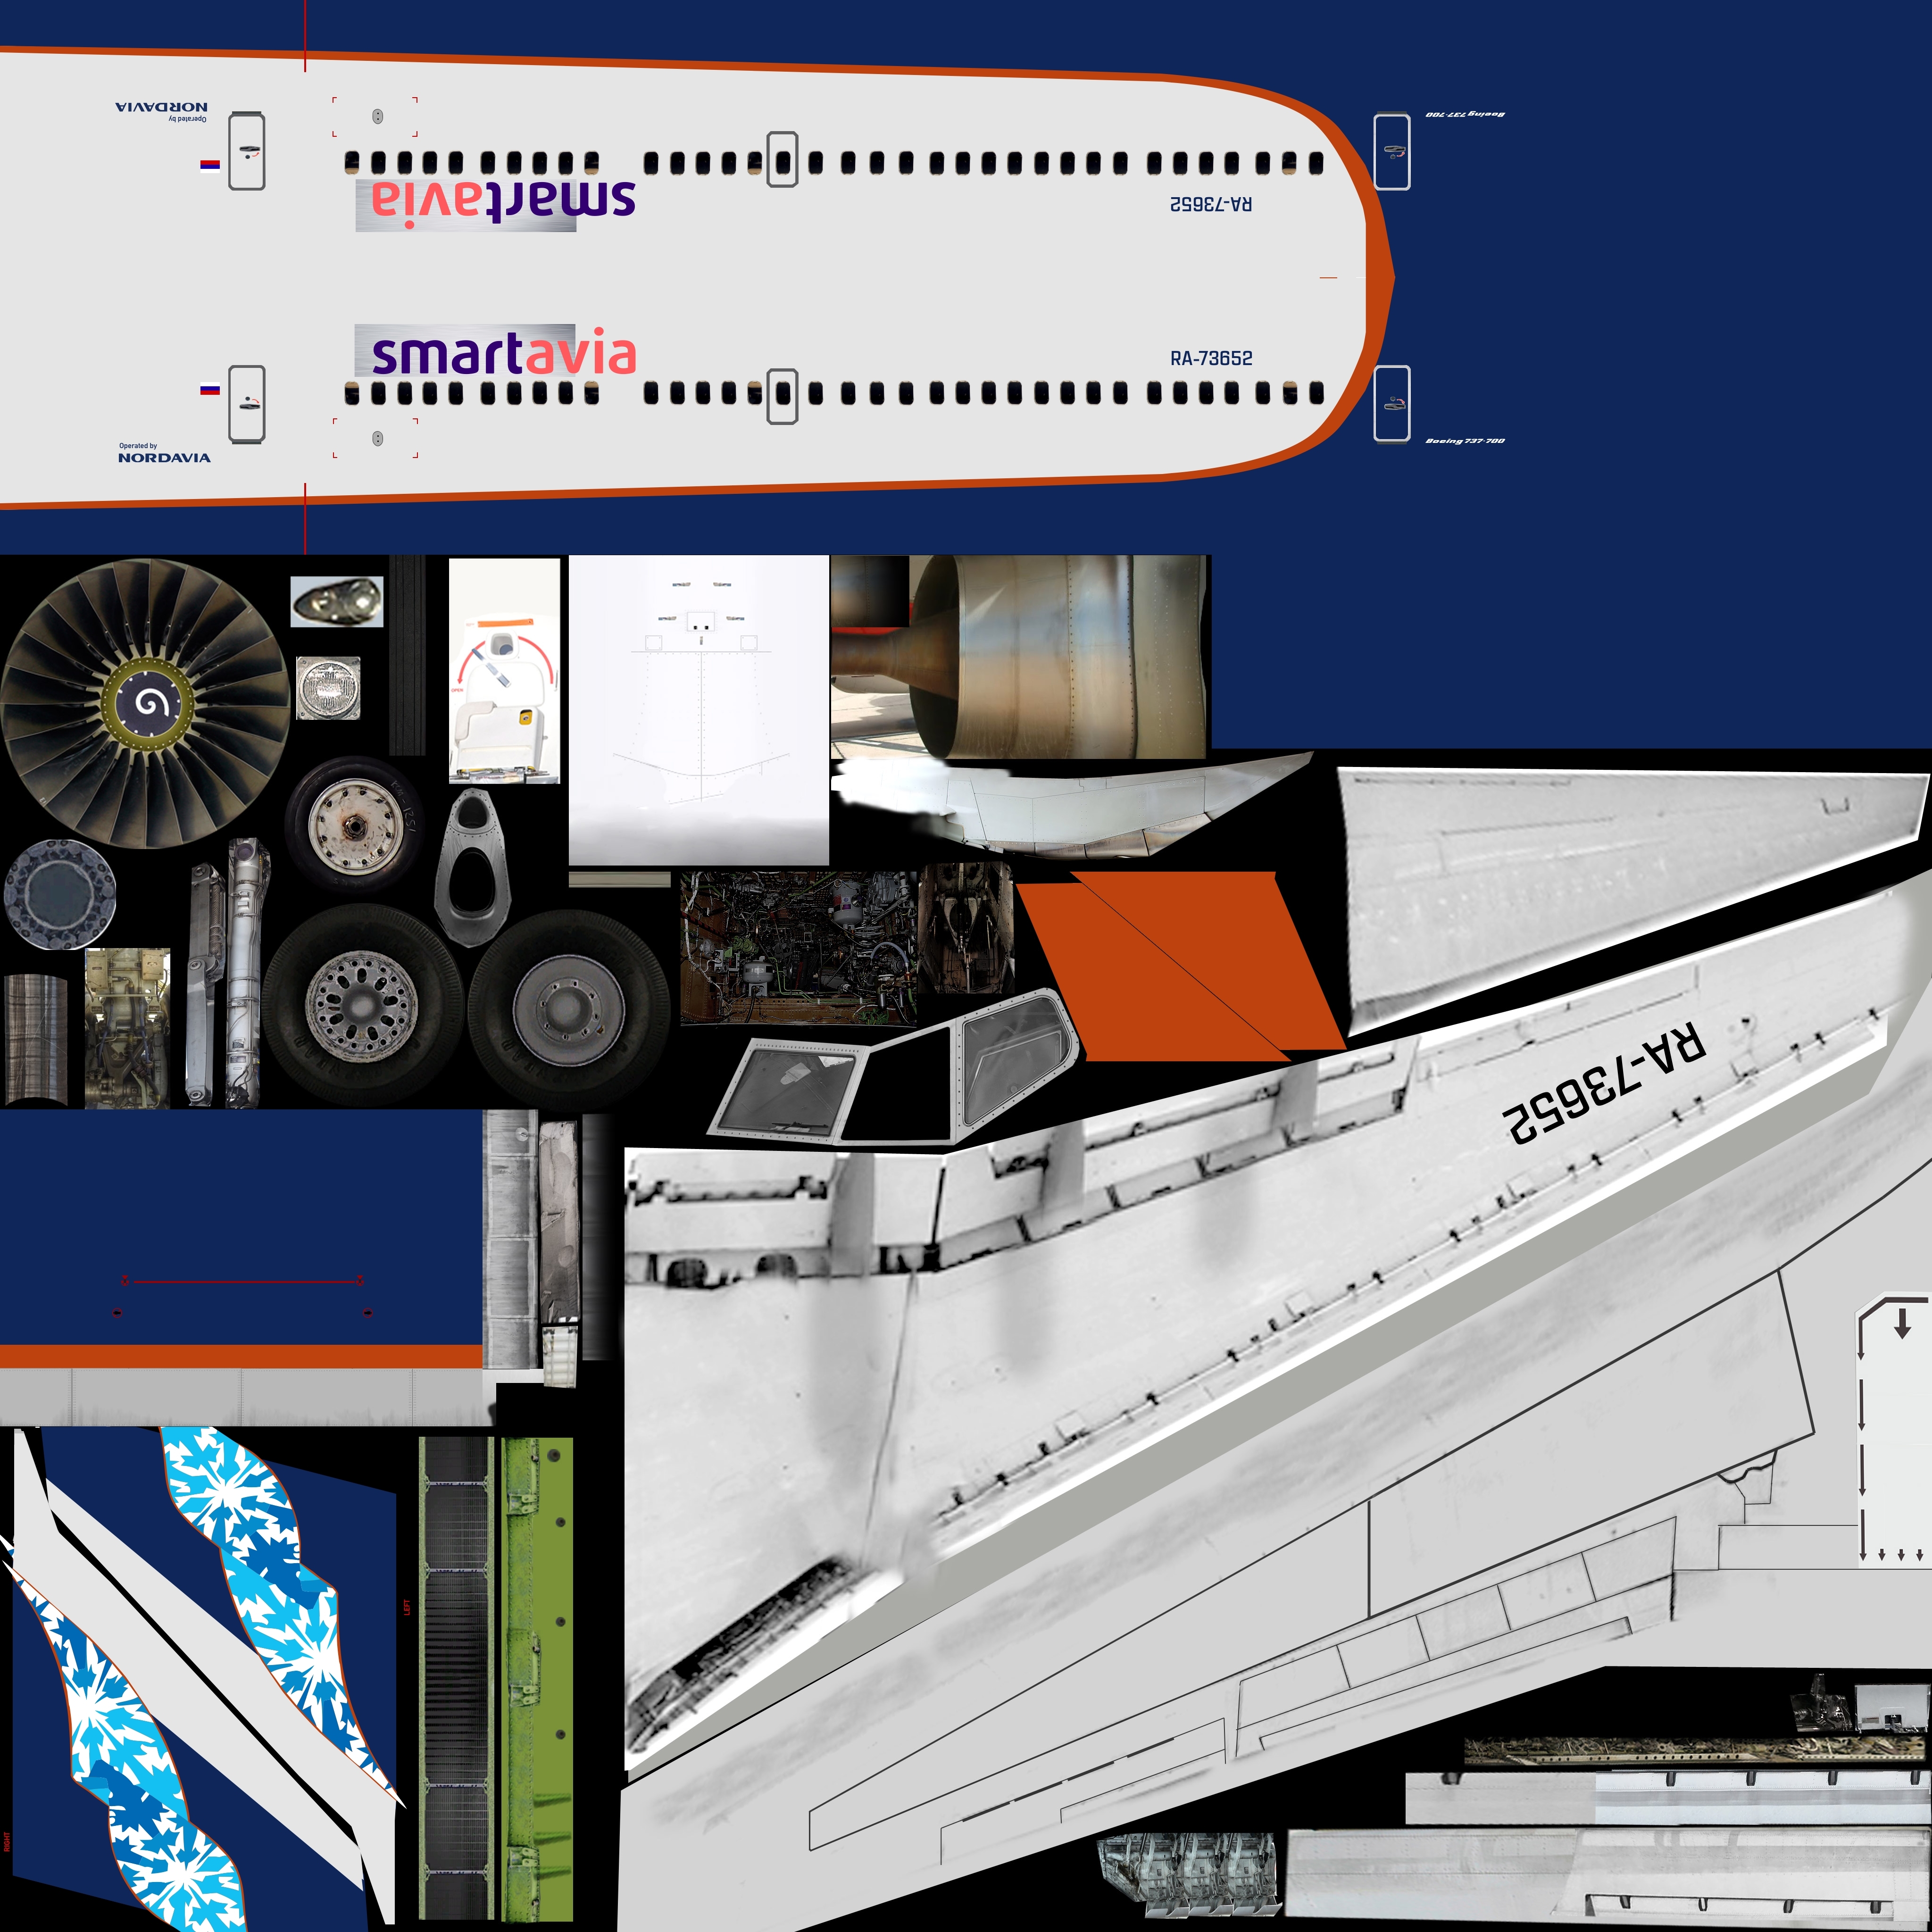 NORDAVIA
Operated by
Boeing 737-700
smartavia
RA-73652
smartavia
RA-73652
Operated by
NORDAVIA
Boeing 737-700
OPEN
RA-73652
LEFT
RIGHT